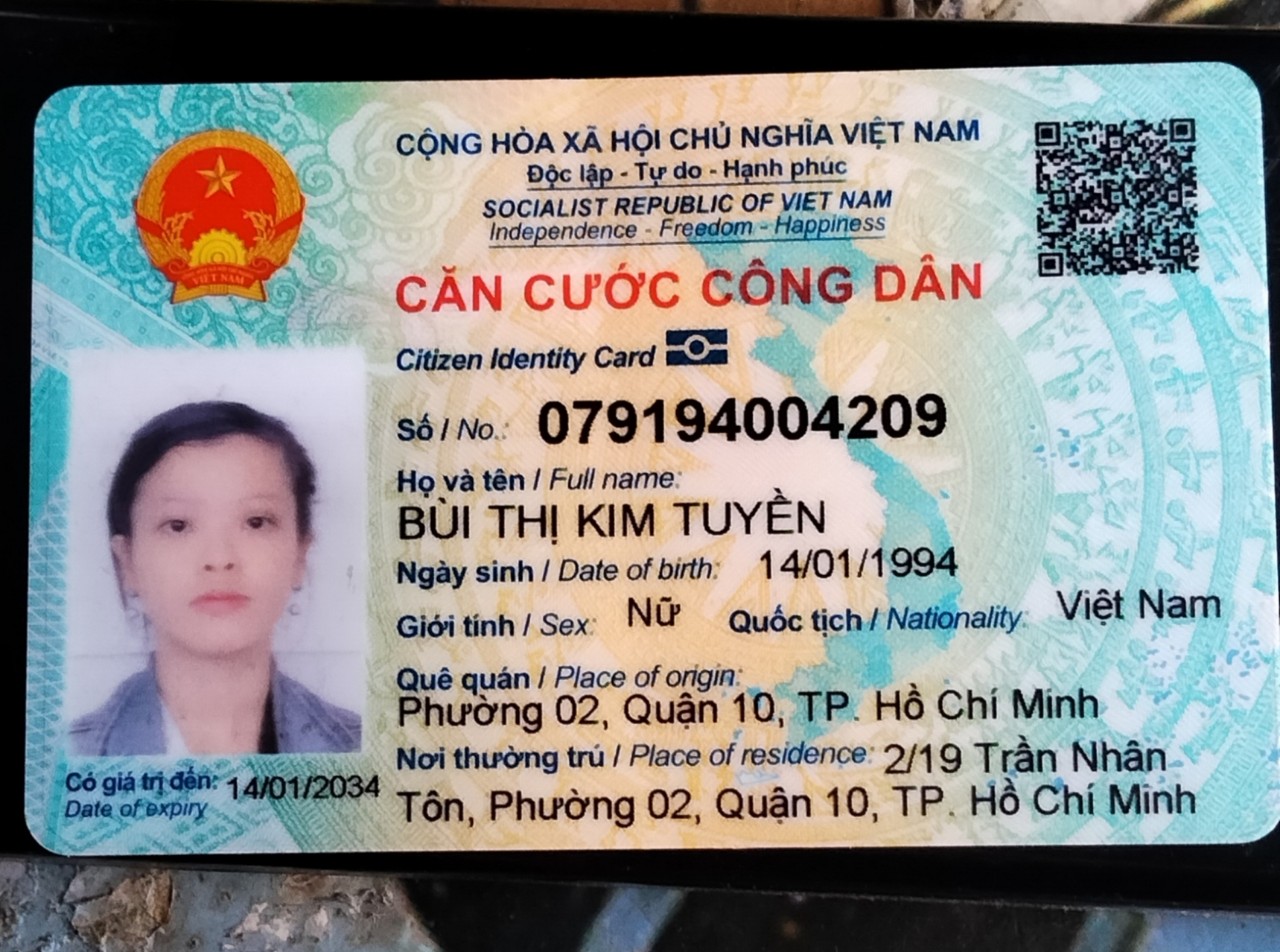 CỘNG HÒA XÃ HỘI CHỦ NGHĨA VIỆT NAM
Độc lập - Tự do - Hạnh phúc
SOCIALIST REPUBLIC OF VIET NAM
Independence - Freedom - Happiness
CĂN CƯỚC CÔNG DÂN
Citizen Identity Card
Số / No.: 079194004209
Họ và tên / Full name:
BÙI THỊ KIM TUYỀN
Ngày sinh / Date of birth: 14/01/1994
Giới tính / Sex: Nữ Quốc tịch / Nationality: Việt Nam
Quê quán / Place of origin:
Phường 02, Quận 10, TP. Hồ Chí Minh
Nơi thường trú / Place of residence: 2/19 Trần Nhân
Tôn, Phường 02, Quận 10, TP. Hồ Chí Minh
Có giá trị đến: 14/01/2034
Date of expiry
VIỆT NAM